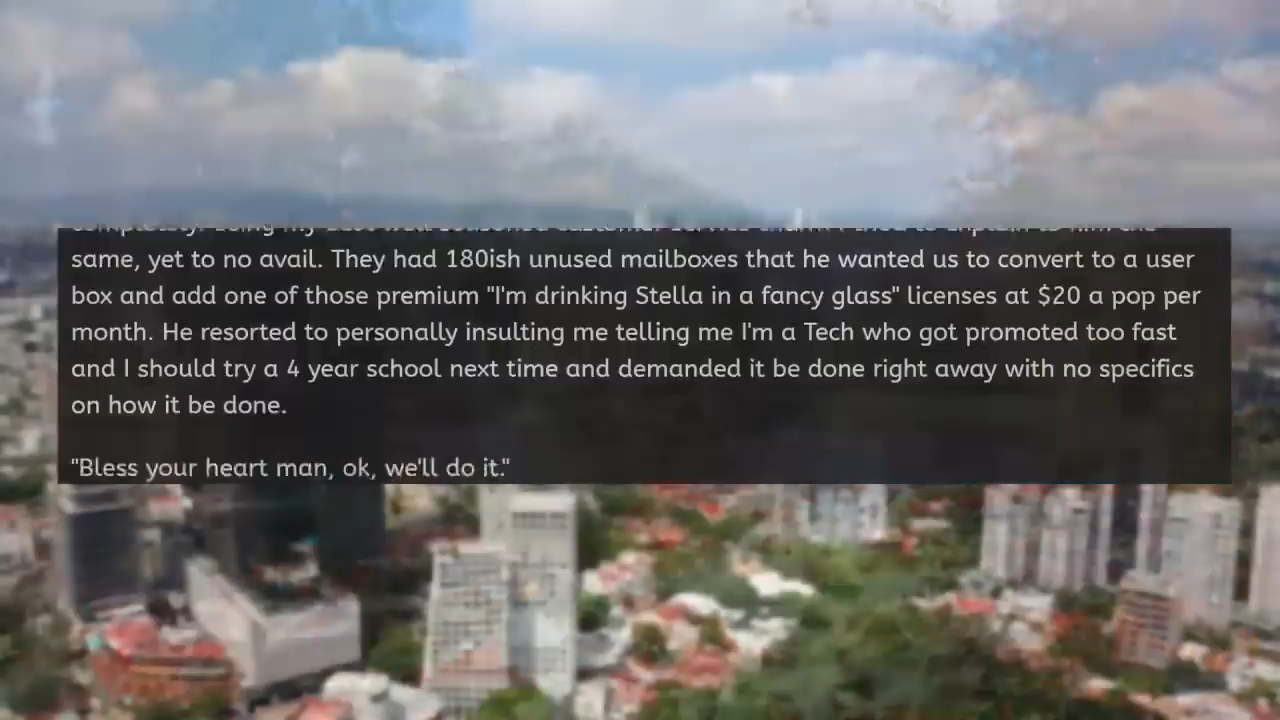 same, yet to no avail. They had 180ish unused mailboxes that he wanted us to convert to a user
box and add one of those premium "I'm drinking Stella in a fancy glass" licenses at $20 a pop per
month. He resorted to personally insulting me telling me I'm a Tech who got promoted too fast
and I should try a 4 year school next time and demanded it be done right away with no specifics
on how it be done.
"Bless your heart man, ok, we'll do it."